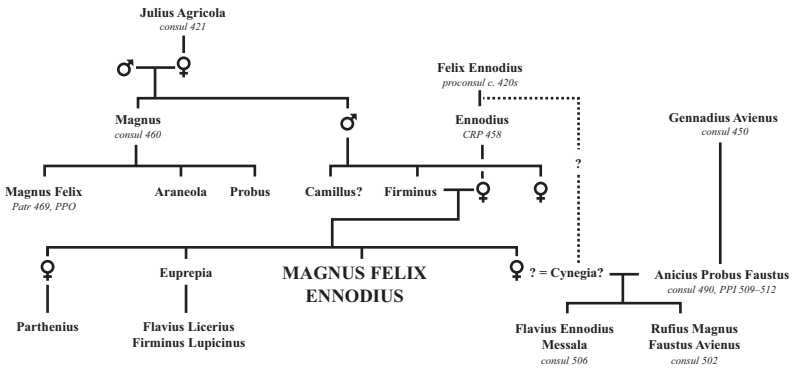 Julius Agricola
consul 421
Felix Ennodius
proconsul c. 420s
Magnus
consul 460
Ennodius
CRP 458
Gennadius Avienus
consul 450
?
Magnus Felix
Patr 469, PPO
Araneola
Probus
Camillus?
Firminus
Euprepia
MAGNUS FELIX
ENNODIUS
? = Cynegia?
Anicius Probus Faustus
consul 490, PPI 509–512
Parthenius
Flavius Licerius
Firminus Lupicinus
Flavius Ennodius
Messala
consul 506
Rufius Magnus
Faustus Avienus
consul 502